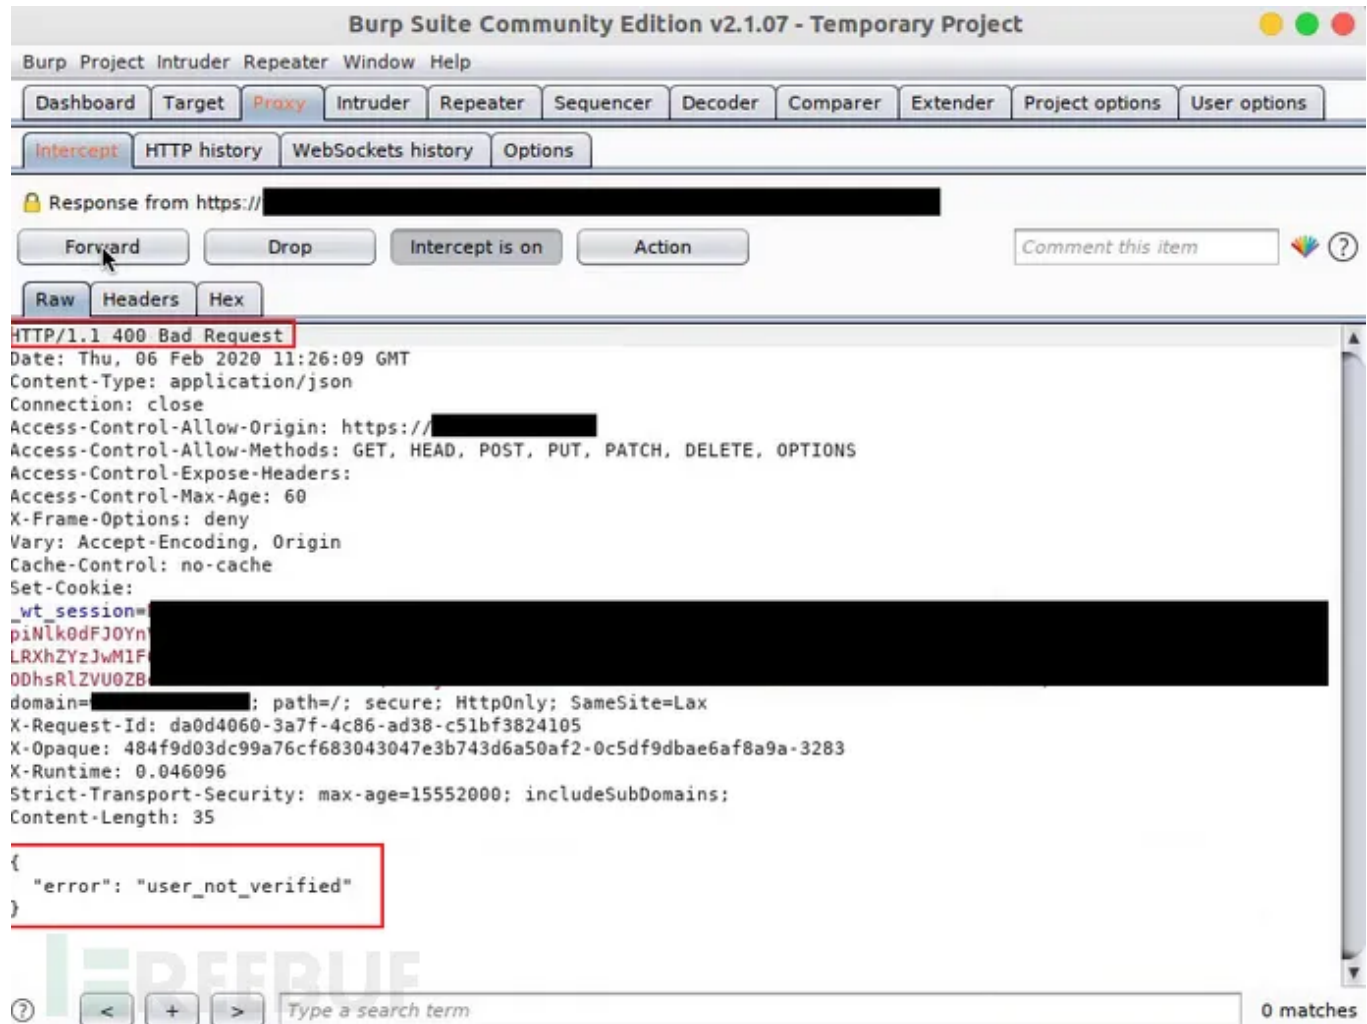 Burp Suite Community Edition v2.1.07 - Temporary Project
Burp Project Intruder Repeater Window Help
Dashboard Target Proxy Intruder Repeater Sequencer Decoder Comparer Extender Project options User options
Intercept HTTP history WebSockets history Options
Response from https://
Forward Drop Intercept is on Action Comment this item ?
Raw Headers Hex
HTTP/1.1 400 Bad Request
Date: Thu, 06 Feb 2020 11:26:09 GMT
Content-Type: application/json
Connection: close
Access-Control-Allow-Origin: https://
Access-Control-Allow-Methods: GET, HEAD, POST, PUT, PATCH, DELETE, OPTIONS
Access-Control-Expose-Headers:
Access-Control-Max-Age: 60
X-Frame-Options: deny
Vary: Accept-Encoding, Origin
Cache-Control: no-cache
Set-Cookie:
_wt_session=
piNlk0dFJOYn
LRXhZYzJwM1F
ODhsRlZVU0ZB
domain= ; path=/; secure; HttpOnly; SameSite=Lax
X-Request-Id: da0d4060-3a7f-4c86-ad38-c51bf3824105
X-Opaque: 484f9d03dc99a76cf683043047e3b743d6a50af2-0c5df9dbae6af8a9a-3283
X-Runtime: 0.046096
Strict-Transport-Security: max-age=15552000; includeSubDomains;
Content-Length: 35
{
"error": "user_not_verified"
}
FREEBUF
? < + > Type a search term 0 matches